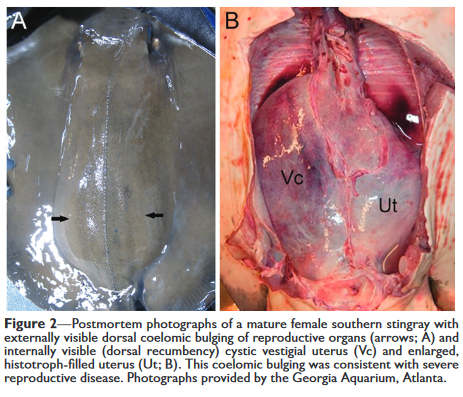 A
B
Vc
Ut
Figure 2—Postmortem photographs of a mature female southern stingray with
externally visible dorsal coelomic bulging of reproductive organs (arrows; A) and
internally visible (dorsal recumbency) cystic vestigial uterus (Vc) and enlarged,
histotroph-filled uterus (Ut; B). This coelomic bulging was consistent with severe
reproductive disease. Photographs provided by the Georgia Aquarium, Atlanta.